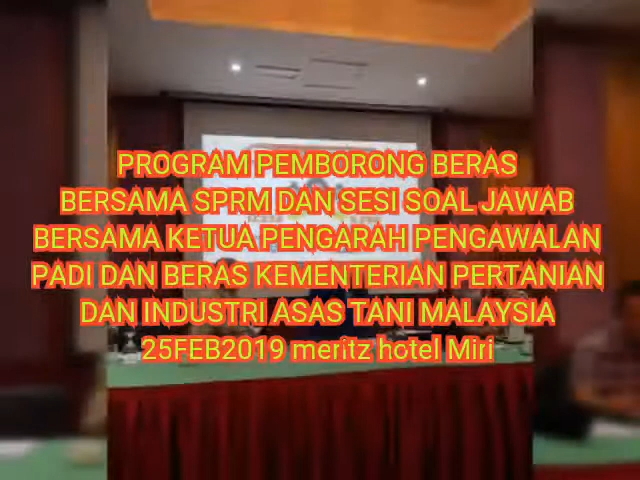 PROGRAM PEMBORONG BERAS
BERSAMA SPRM DAN SESI SOAL JAWAB
BERSAMA KETUA PENGARAH PENGAWALAN
PADI DAN BERAS KEMENTERIAN PERTANIAN
DAN INDUSTRI ASAS TANI MALAYSIA
25FEB2019 meritz hotel Miri